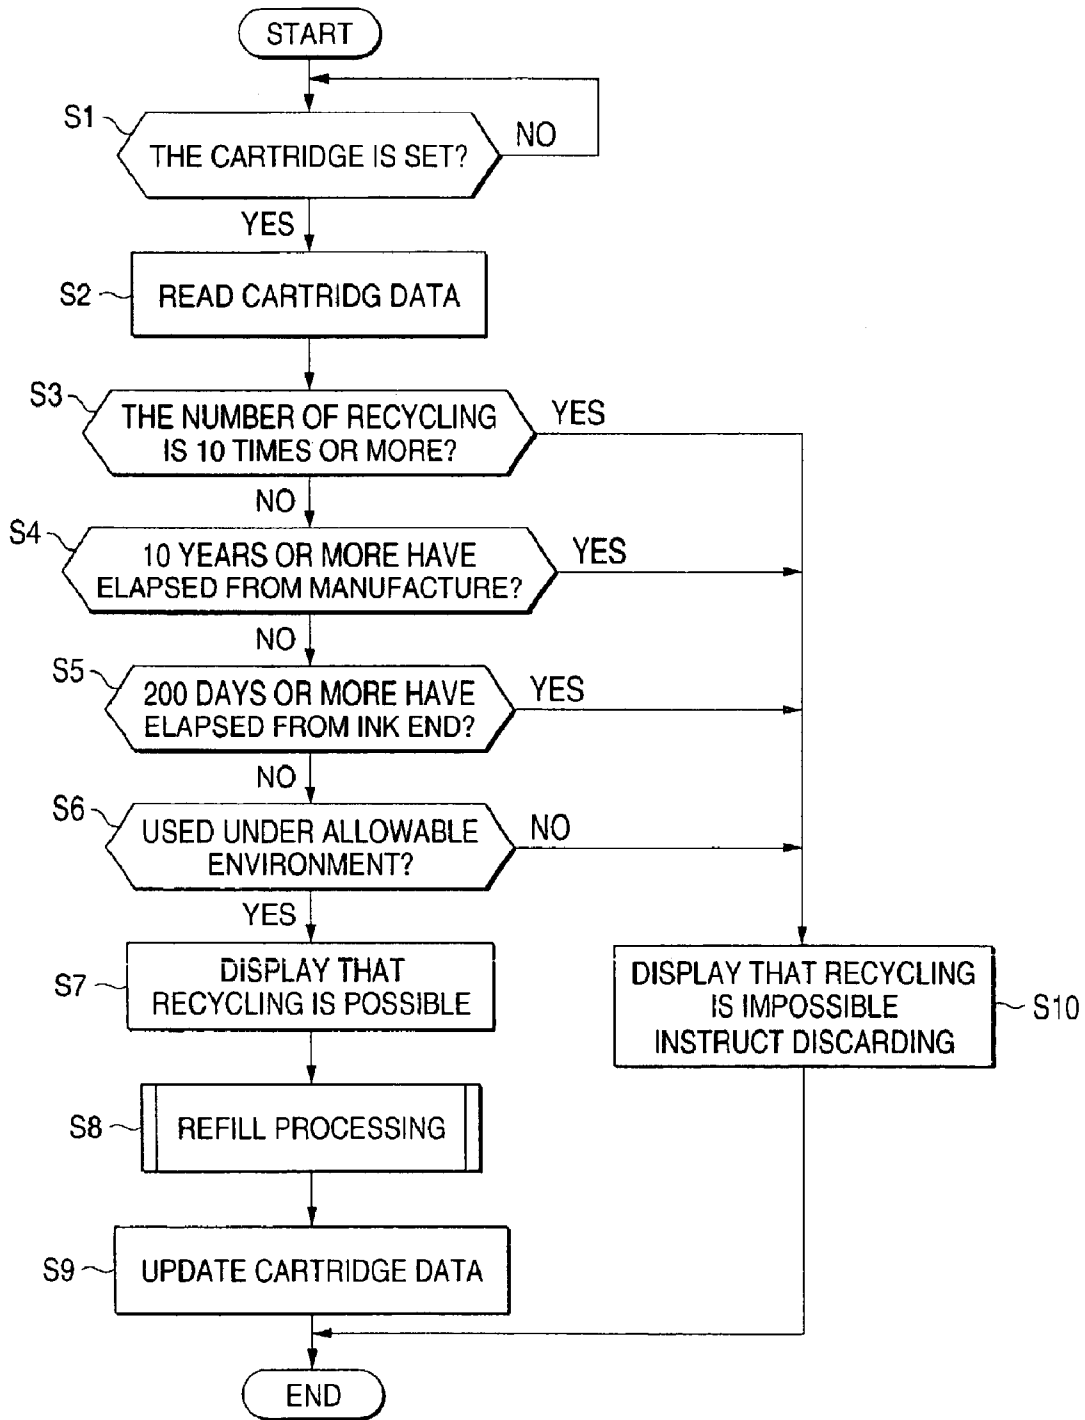 START
S1
THE CARTRIDGE IS SET?
NO
YES
S2
READ CARTRIDG DATA
S3
THE NUMBER OF RECYCLING
IS 10 TIMES OR MORE?
YES
NO
S4
10 YEARS OR MORE HAVE
ELAPSED FROM MANUFACTURE?
YES
NO
S5
200 DAYS OR MORE HAVE
ELAPSED FROM INK END?
YES
NO
S6
USED UNDER ALLOWABLE
ENVIRONMENT?
NO
YES
S7
DISPLAY THAT
RECYCLING IS POSSIBLE
DISPLAY THAT RECYCLING
IS IMPOSSIBLE
INSTRUCT DISCARDING
S10
S8
REFILL PROCESSING
S9
UPDATE CARTRIDGE DATA
END